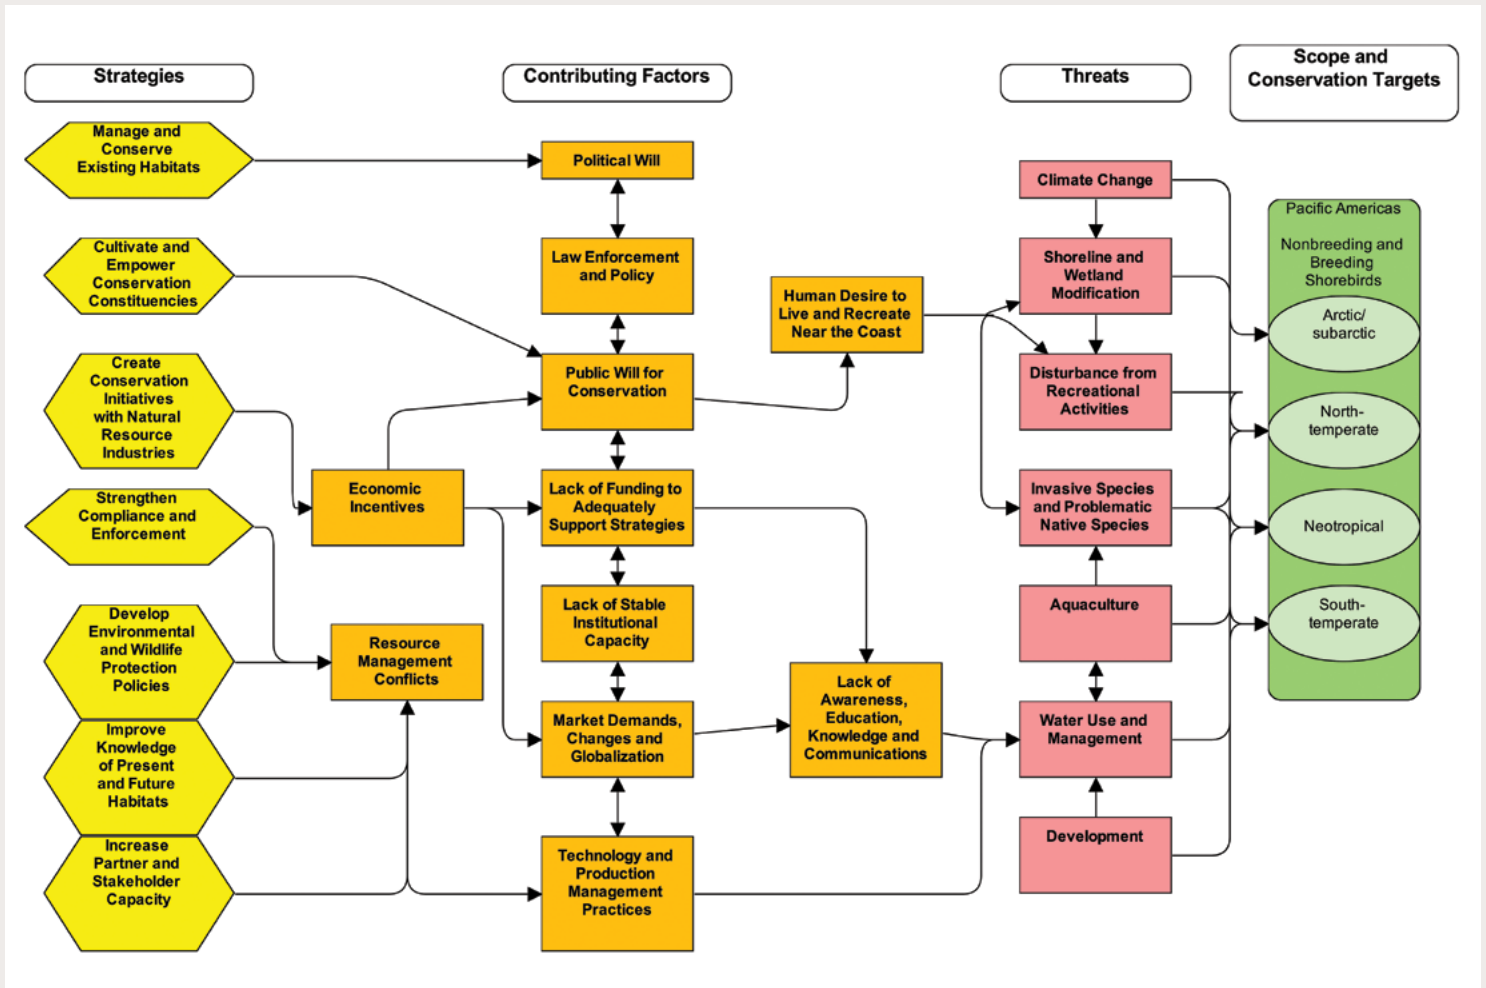 Strategies
Contributing Factors
Threats
Scope and
Conservation Targets
Manage and
Conserve
Existing Habitats
Cultivate and
Empower
Conservation
Constituencies
Create
Conservation
Initiatives
with Natural
Resource
Industries
Strengthen
Compliance and
Enforcement
Develop
Environmental
and Wildlife
Protection
Policies
Improve
Knowledge
of Present
and Future
Habitats
Increase
Partner and
Stakeholder
Capacity
Economic
Incentives
Resource
Management
Conflicts
Political Will
Law Enforcement
and Policy
Public Will for
Conservation
Lack of Funding to
Adequately
Support Strategies
Lack of Stable
Institutional
Capacity
Market Demands,
Changes and
Globalization
Technology and
Production
Management
Practices
Human Desire to
Live and Recreate
Near the Coast
Lack of
Awareness,
Education,
Knowledge and
Communications
Climate Change
Shoreline and
Wetland
Modification
Disturbance from
Recreational
Activities
Invasive Species
and Problematic
Native Species
Aquaculture
Water Use and
Management
Development
Pacific Americas
Nonbreeding and
Breeding
Shorebirds
Arctic/
subarctic
North-
temperate
Neotropical
South-
temperate